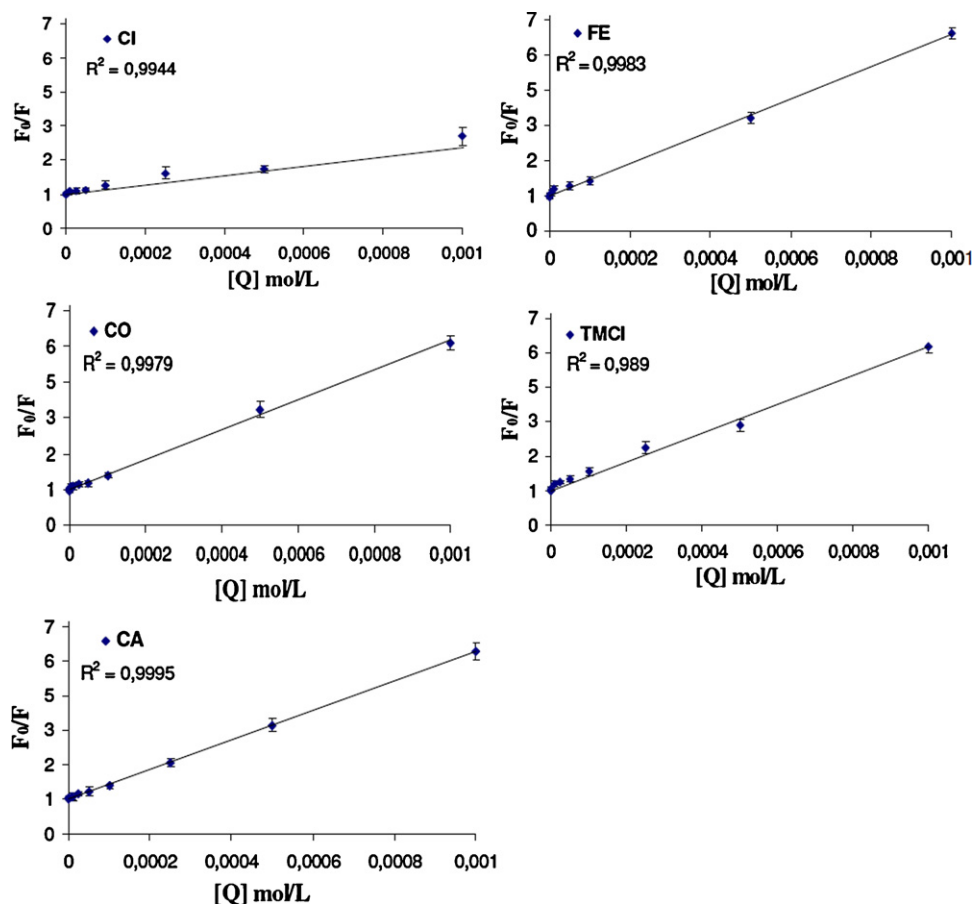 CI
R² = 0,9944
F₀/F
7
6
5
3
2
1
0
0 0,0002 0,0004 0,0006 0,0008 0,001
[Q] mol/L
FE
R² = 0,9983
F₀/F
7
6
5
3
2
1
0
0 0,0002 0,0004 0,0006 0,0008 0,001
[Q] mol/L
CO
R² = 0,9979
F₀/F
7
6
5
3
2
1
0
0 0,0002 0,0004 0,0006 0,0008 0,001
[Q] mol/L
TMCI
R² = 0,989
F₀/F
7
6
5
3
2
1
0
0 0,0002 0,0004 0,0006 0,0008 0,001
[Q] mol/L
CA
R² = 0,9995
F₀/F
7
6
5
3
2
1
0
0 0,0002 0,0004 0,0006 0,0008 0,001
[Q] mol/L